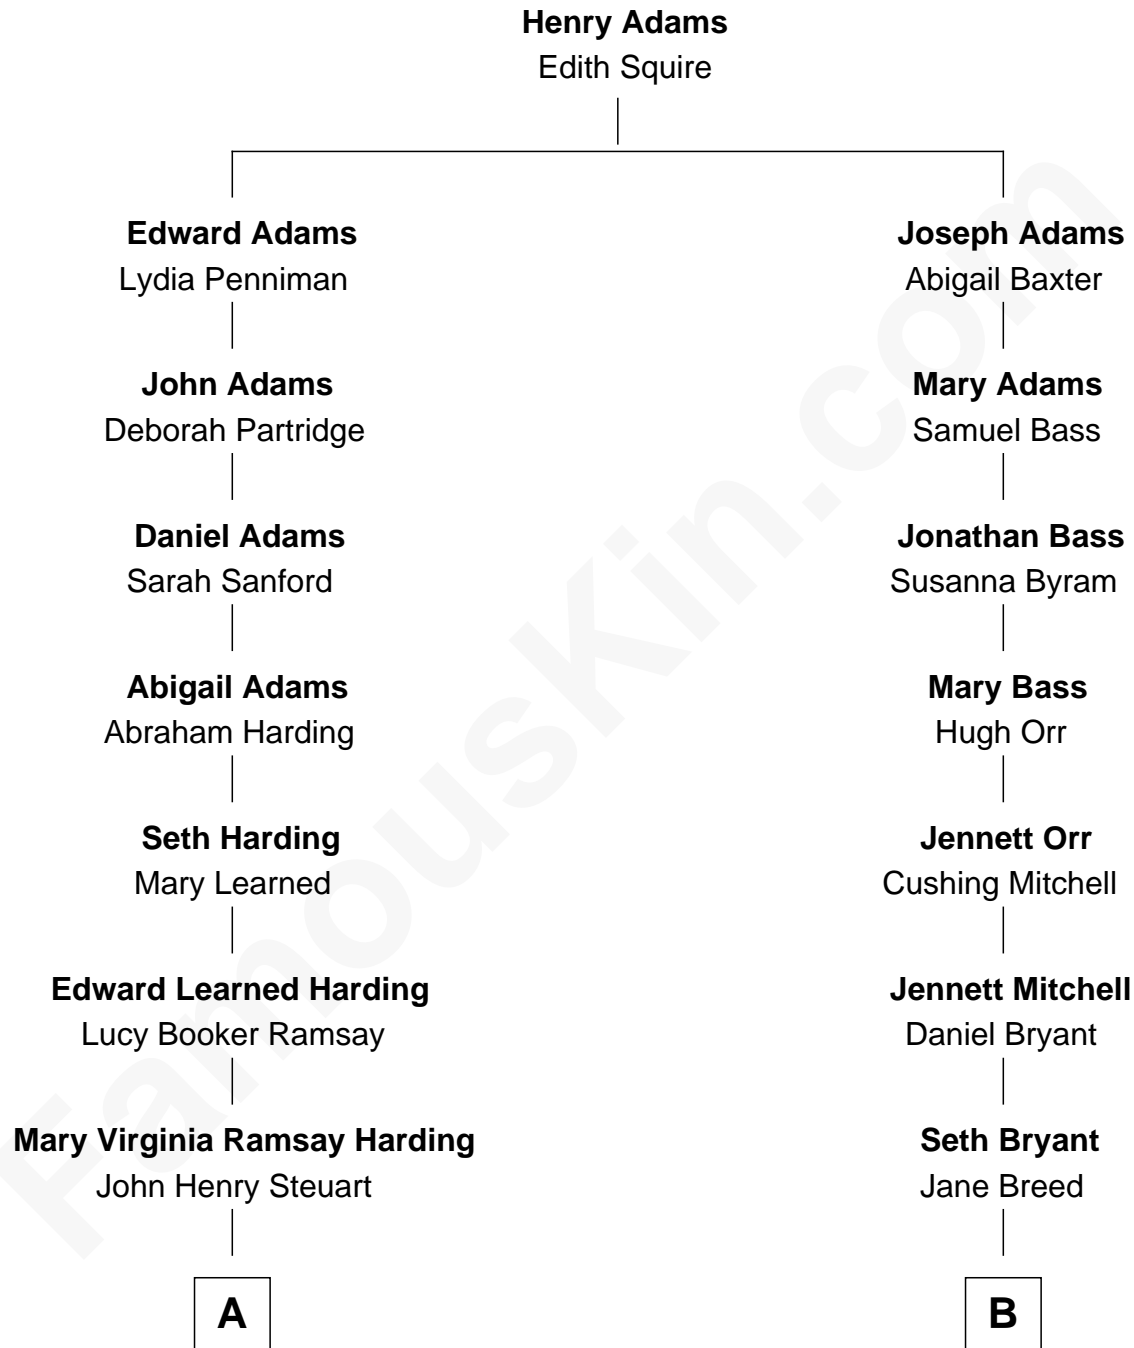 Henry Adams
Edith Squire
Edward Adams
Lydia Penniman
Joseph Adams
Abigail Baxter
John Adams
Deborah Partridge
Mary Adams
Samuel Bass
Daniel Adams
Sarah Sanford
Jonathan Bass
Susanna Byram
Abigail Adams
Abraham Harding
Mary Bass
Hugh Orr
Seth Harding
Mary Learned
Jennett Orr
Cushing Mitchell
Edward Learned Harding
Lucy Booker Ramsay
Jennett Mitchell
Daniel Bryant
Mary Virginia Ramsay Harding
John Henry Steuart
Seth Bryant
Jane Breed
A
B
FamousKin.com